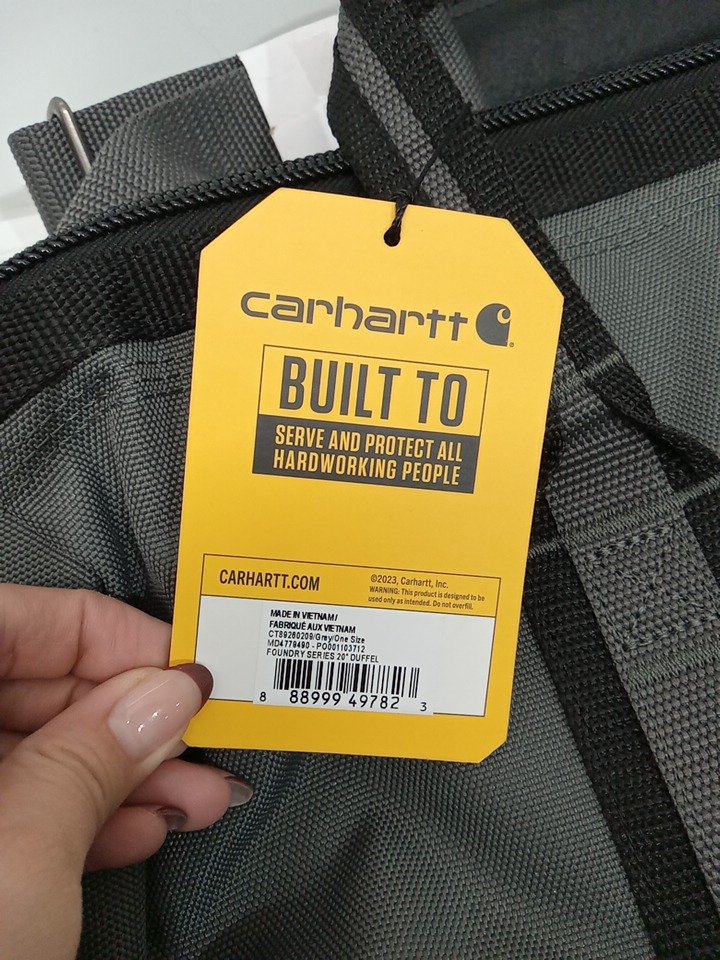 carhartt
BUILT TO
SERVE AND PROTECT ALL
HARDWORKING PEOPLE
CARHARTT.COM
©2023, Carhartt, Inc.
WARNING: This product is designed to be
used only as intended. Do not overfill.
MADE IN VIETNAM/
FABRIQUÉ AUX VIETNAM
CT89260209/Gray/One Size
MD4779490 - PO001103712
FOUNDRY SERIES 20" DUFFEL
8 88999 49782 3